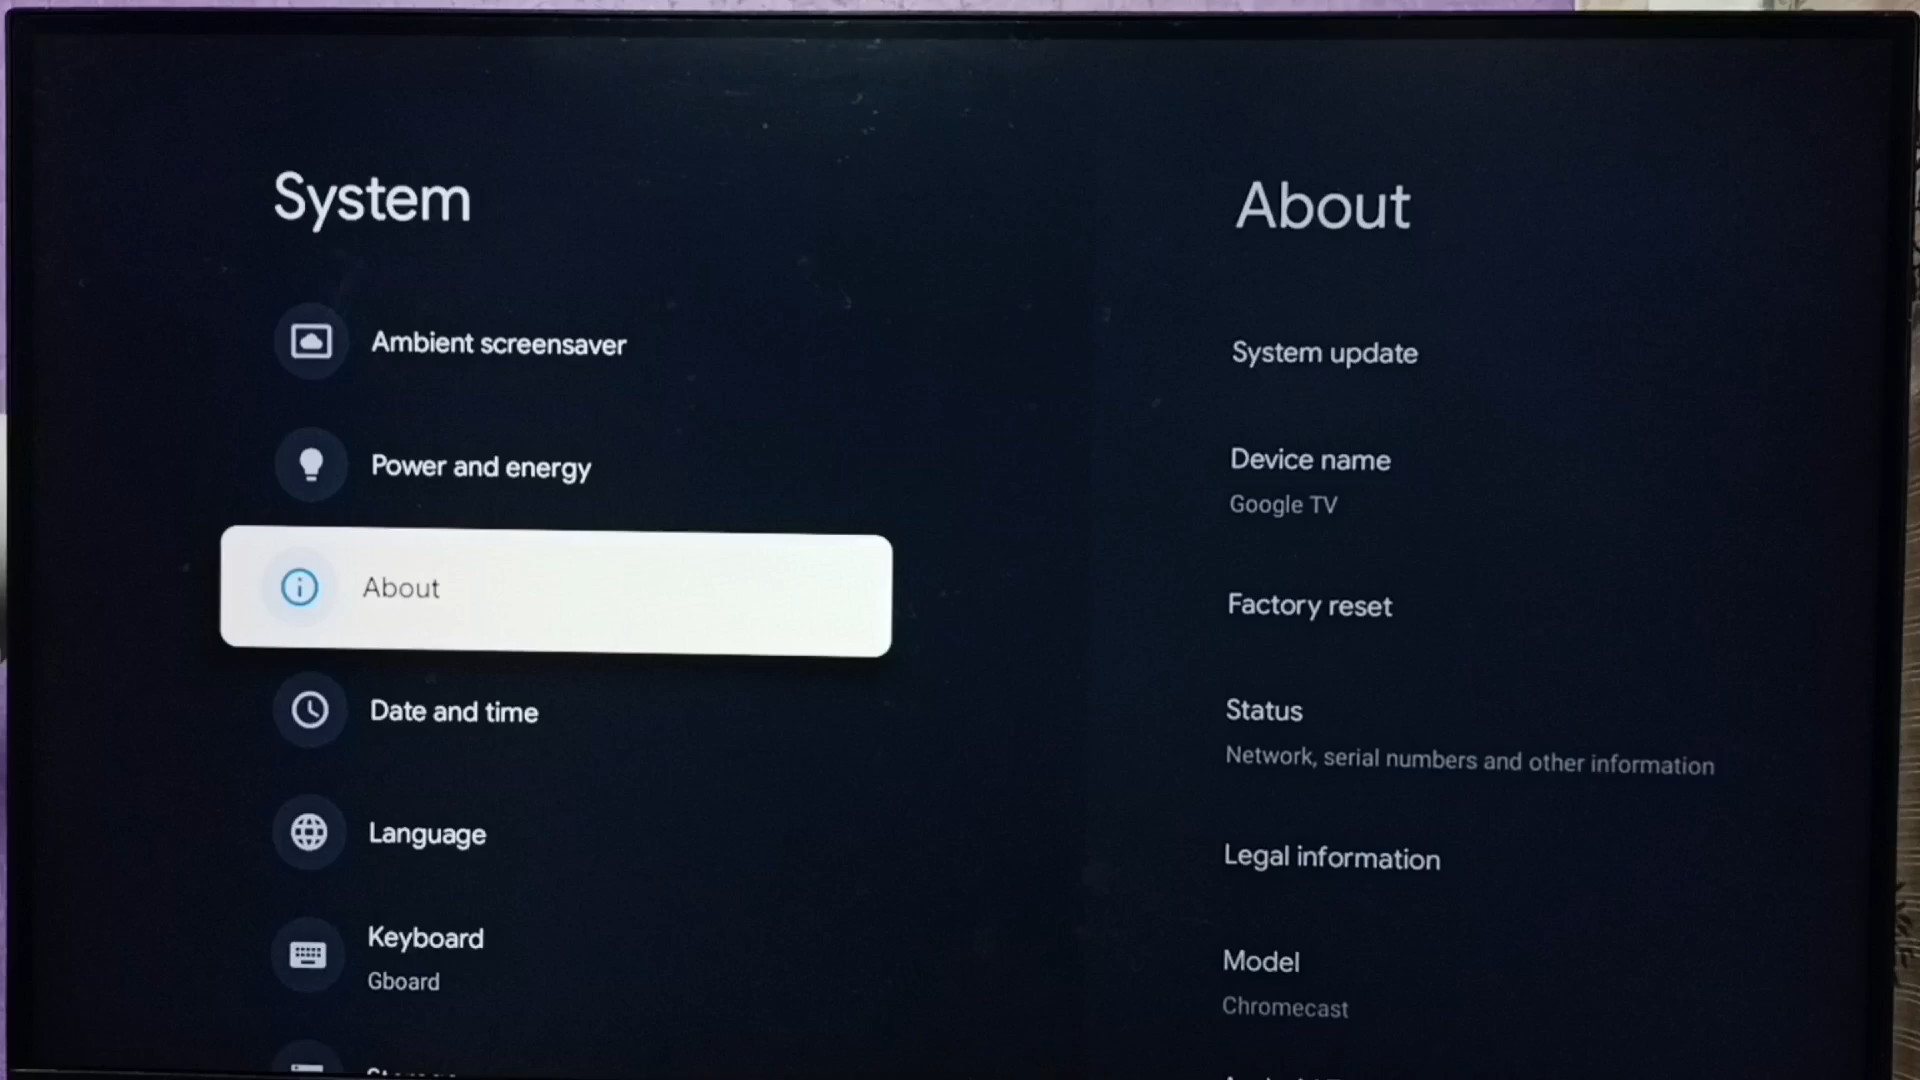 System
Ambient screensaver
Power and energy
About
Date and time
Language
Keyboard
Gboard
About
System update
Device name
Google TV
Factory reset
Status
Network, serial numbers and other information
Legal information
Model
Chromecast